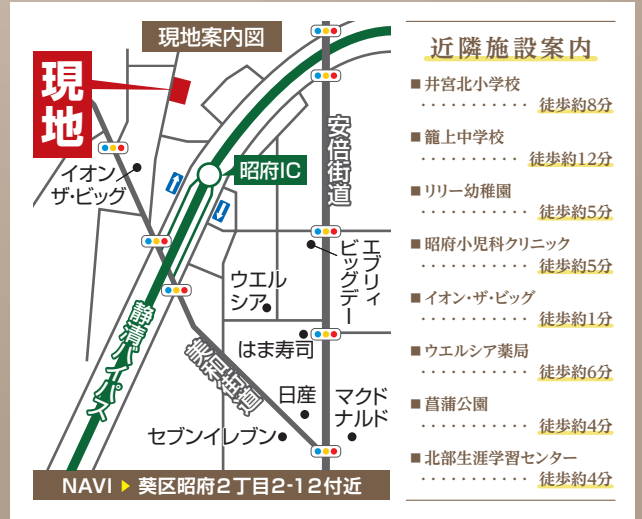 現地案内図
現地
安倍街道
昭府IC
イオン
ザ・ビッグ
エブリィ
ビッグデー
ウエル
シア
はま寿司
静清バイパス
美和街道
日産
マクド
ナルド
セブンイレブン
NAVI ▶ 葵区昭府2丁目2-12付近
近隣施設案内
■井宮北小学校
・・・・・・・・・・ 徒歩約8分
■籠上中学校
・・・・・・・・・・ 徒歩約12分
■リリー幼稚園
・・・・・・・・・・ 徒歩約5分
■昭府小児科クリニック
・・・・・・・・・・ 徒歩約5分
■イオン・ザ・ビッグ
・・・・・・・・・・ 徒歩約1分
■ウエルシア薬局
・・・・・・・・・・ 徒歩約6分
■菖蒲公園
・・・・・・・・・・ 徒歩約4分
■北部生涯学習センター
・・・・・・・・・・ 徒歩約4分